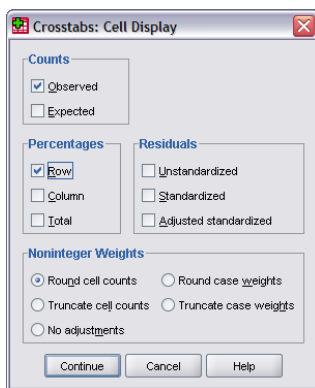 Crosstabs: Cell Display
Counts
Observed
Expected
Percentages
Row
Column
Total
Residuals
Unstandardized
Standardized
Adjusted standardized
Noninteger Weights
Round cell counts
Round case weights
Truncate cell counts
Truncate case weights
No adjustments
Continue
Cancel
Help